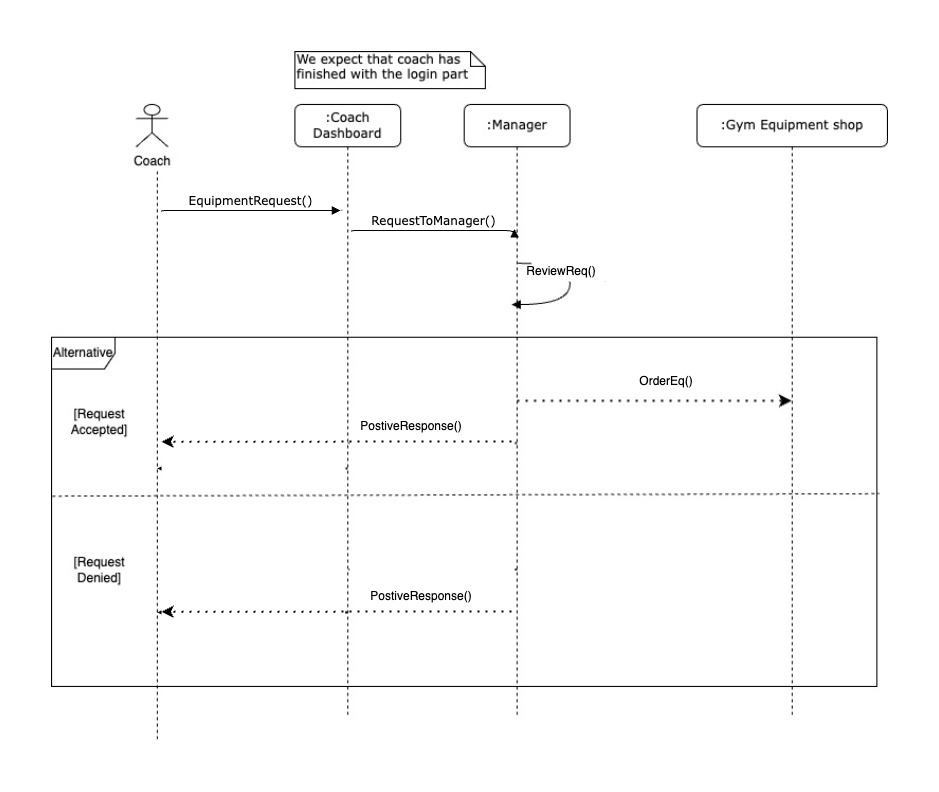 We expect that coach has
finished with the login part
:Coach
Dashboard
:Manager
:Gym Equipment shop
Coach
EquipmentRequest()
RequestToManager()
ReviewReq()
Alternative
OrderEq()
[Request
Accepted]
PostiveResponse()
[Request
Denied]
PostiveResponse()